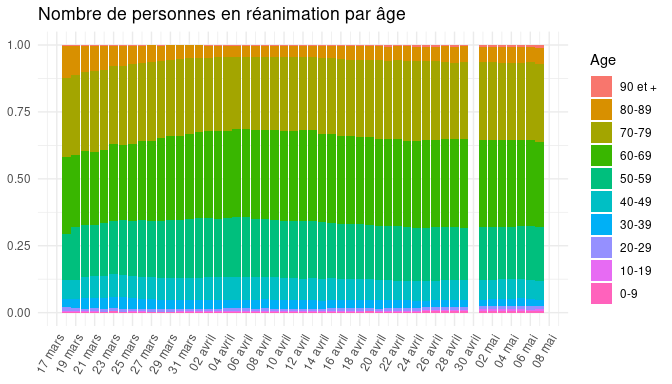 Nombre de personnes en réanimation par âge
1.00
0.75
0.50
0.25
0.00
17 mars
19 mars
21 mars
23 mars
25 mars
27 mars
29 mars
31 mars
02 avril
04 avril
06 avril
08 avril
10 avril
12 avril
14 avril
16 avril
18 avril
20 avril
22 avril
24 avril
26 avril
28 avril
30 avril
02 mai
04 mai
06 mai
08 mai
Age
90 et +
80-89
70-79
60-69
50-59
40-49
30-39
20-29
10-19
0-9